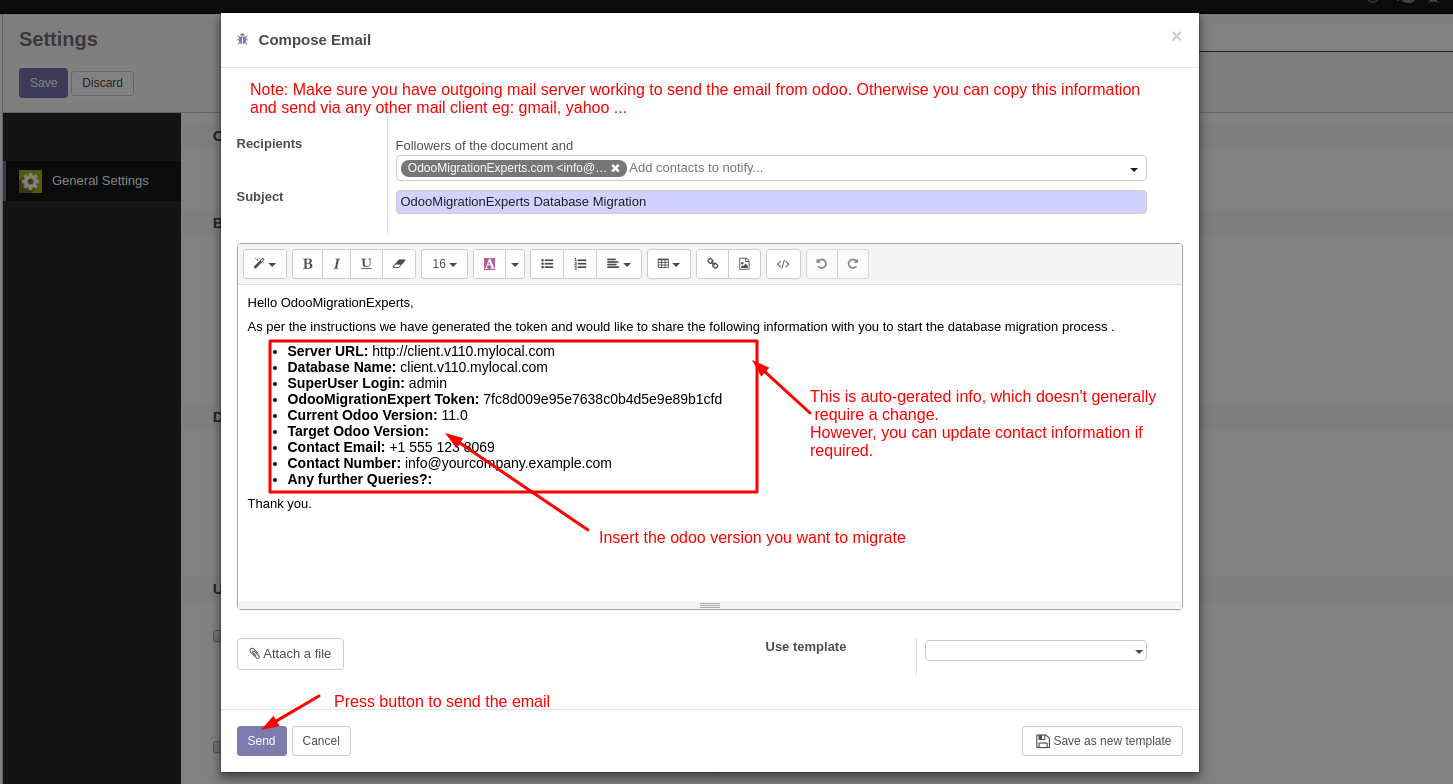 Settings
Save Discard
General Settings
Compose Email ×
Note: Make sure you have outgoing mail server working to send the email from odoo. Otherwise you can copy this information
and send via any other mail client eg: gmail, yahoo ...
Recipients
Followers of the document and
OdooMigrationExperts.com <info@... × Add contacts to notify...
Subject
OdooMigrationExperts Database Migration
B I U 16 A </>
Hello OdooMigrationExperts,
As per the instructions we have generated the token and would like to share the following information with you to start the database migration process .
• Server URL: http://client.v110.mylocal.com
• Database Name: client.v110.mylocal.com
• SuperUser Login: admin
• OdooMigrationExpert Token: 7fc8d009e95e7638c0b4d5e9e89b1cfd
• Current Odoo Version: 11.0
• Target Odoo Version:
• Contact Email: +1 555 123 8069
• Contact Number: info@yourcompany.example.com
• Any further Queries?:
This is auto-gerated info, which doesn't generally
require a change.
However, you can update contact information if
required.
Thank you.
Insert the odoo version you want to migrate
Attach a file
Use template
Press button to send the email
Send Cancel
Save as new template